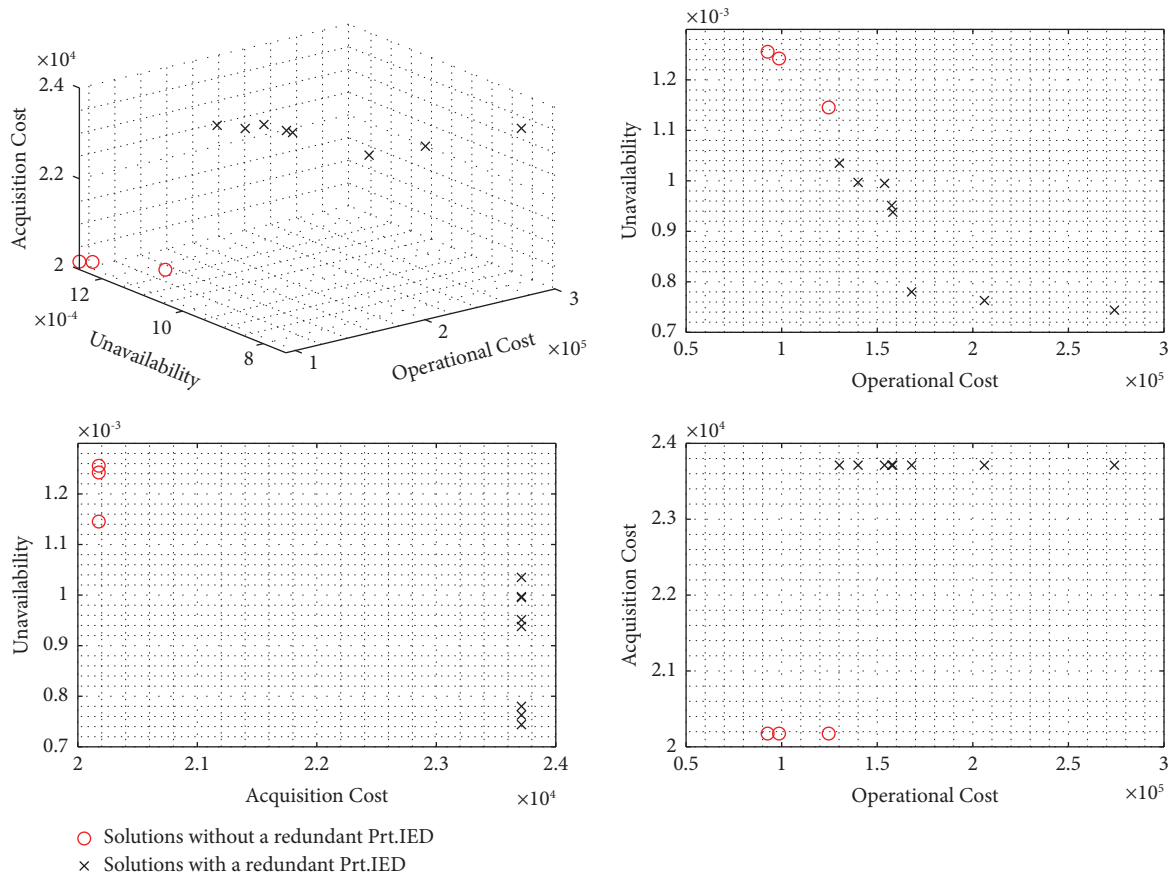 ×10⁴
2.4
2.2
2
Acquisition Cost
12
10
8
×10⁻⁴
Unavailability
1
2
3
×10⁵
Operational Cost
×10⁻³
1.2
1.1
1
0.9
0.8
0.7
Unavailability
0.5 1 1.5 2 2.5 3
Operational Cost
×10⁵
×10⁻³
1.2
1.1
1
0.9
0.8
0.7
Unavailability
2 2.1 2.2 2.3 2.4
Acquisition Cost
×10⁴
×10⁴
2.4
2.3
2.2
2.1
2
Acquisition Cost
0.5 1 1.5 2 2.5 3
Operational Cost
×10⁵
Solutions without a redundant Prt.IED
Solutions with a redundant Prt.IED